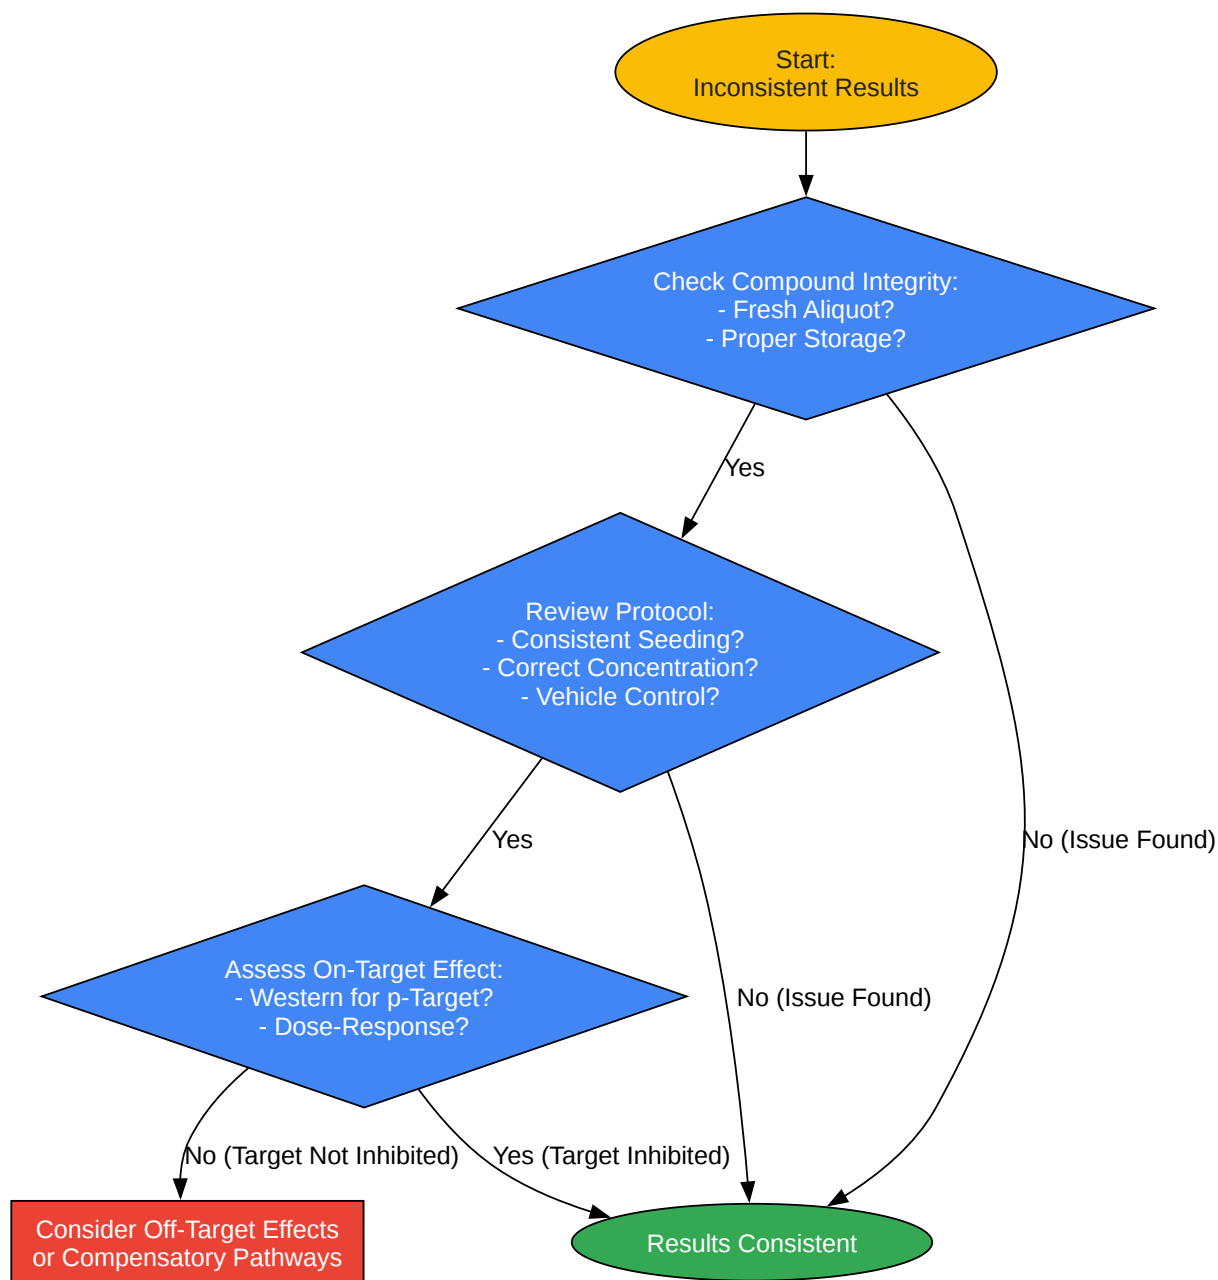 Start:
Inconsistent Results
Check Compound Integrity:
- Fresh Aliquot?
- Proper Storage?
Yes
Review Protocol:
- Consistent Seeding?
- Correct Concentration?
- Vehicle Control?
Yes
No (Issue Found)
Assess On-Target Effect:
- Western for p-Target?
- Dose-Response?
No (Issue Found)
No (Target Not Inhibited)
Yes (Target Inhibited)
Consider Off-Target Effects
or Compensatory Pathways
Results Consistent